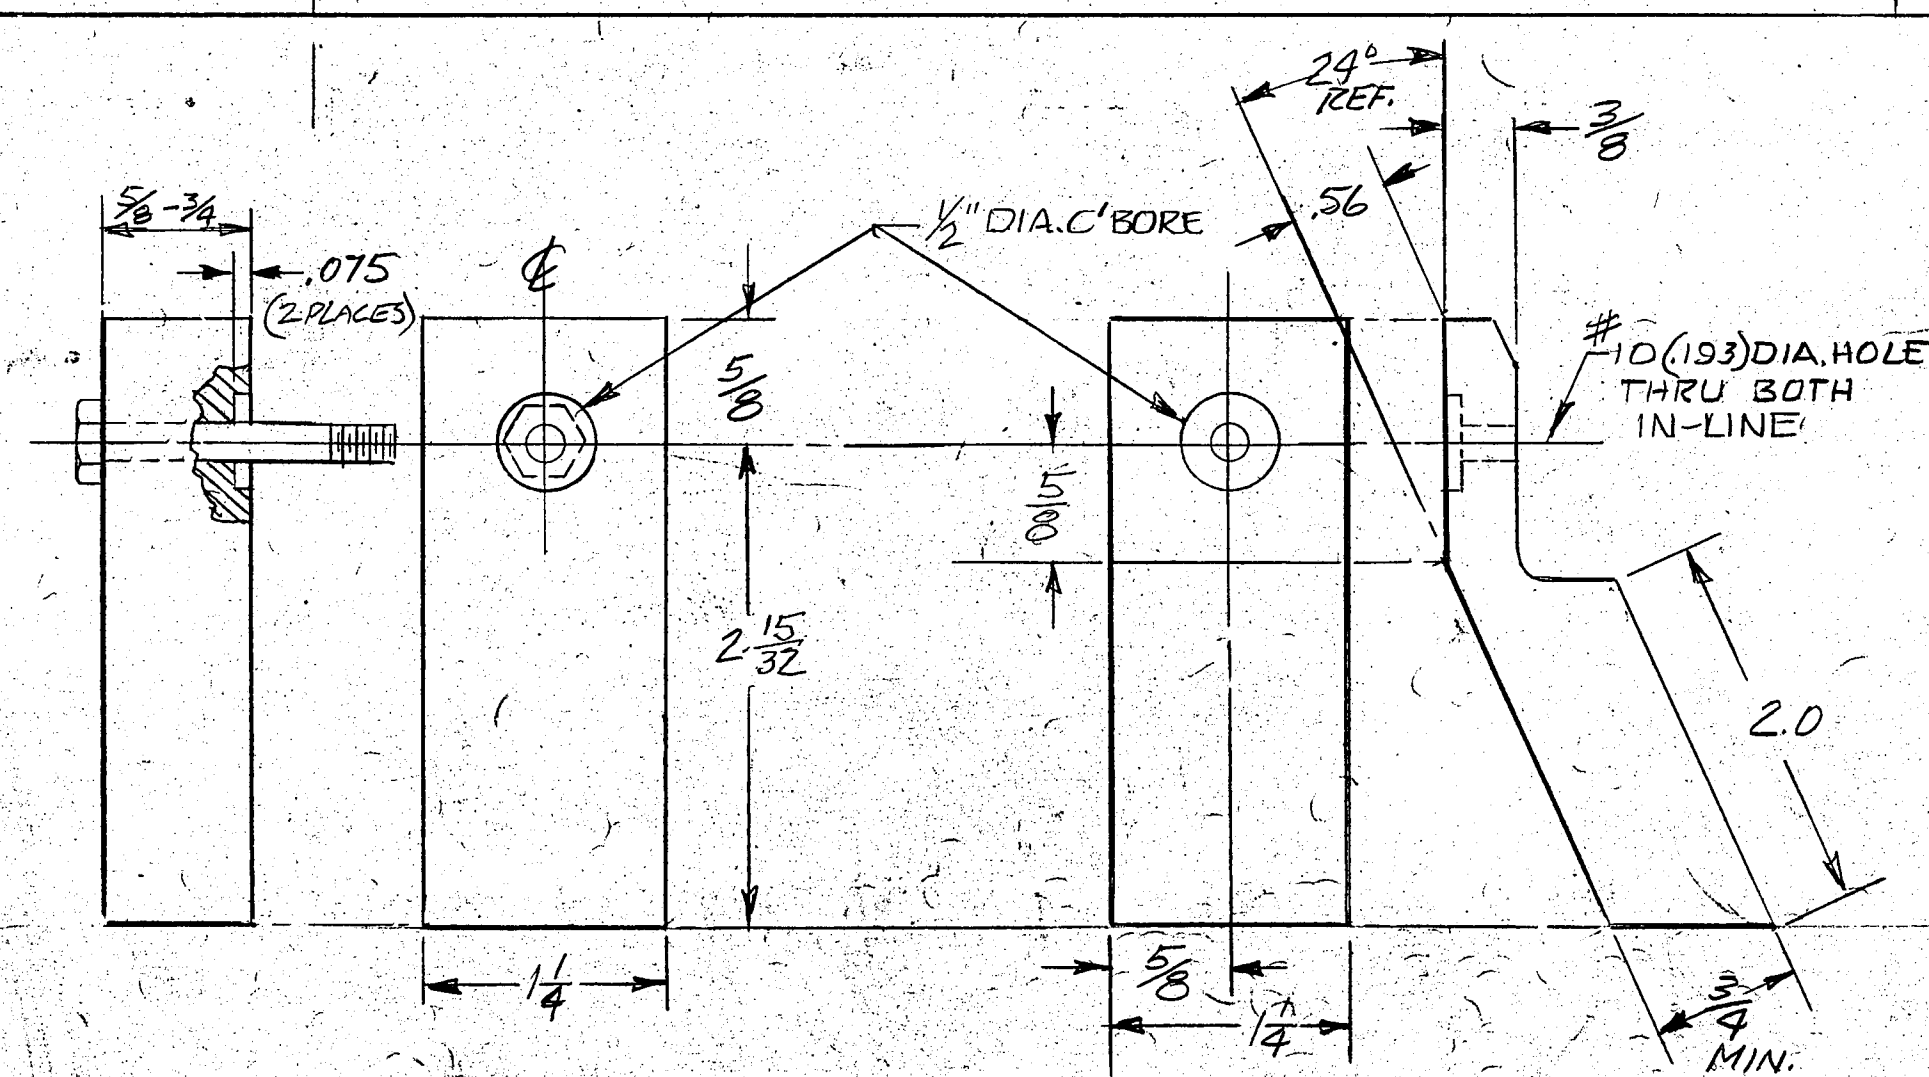 24°
REF.
3/8
.56
5/8 - 3/4
.075
(2 PLACES)
℄
1/2" DIA. C'BORE
5/8
#10 (.193) DIA. HOLE
THRU BOTH
IN-LINE
5/8
2 15/32
2.0
1 1/4
5/8
1 1/4
3/4
MIN.